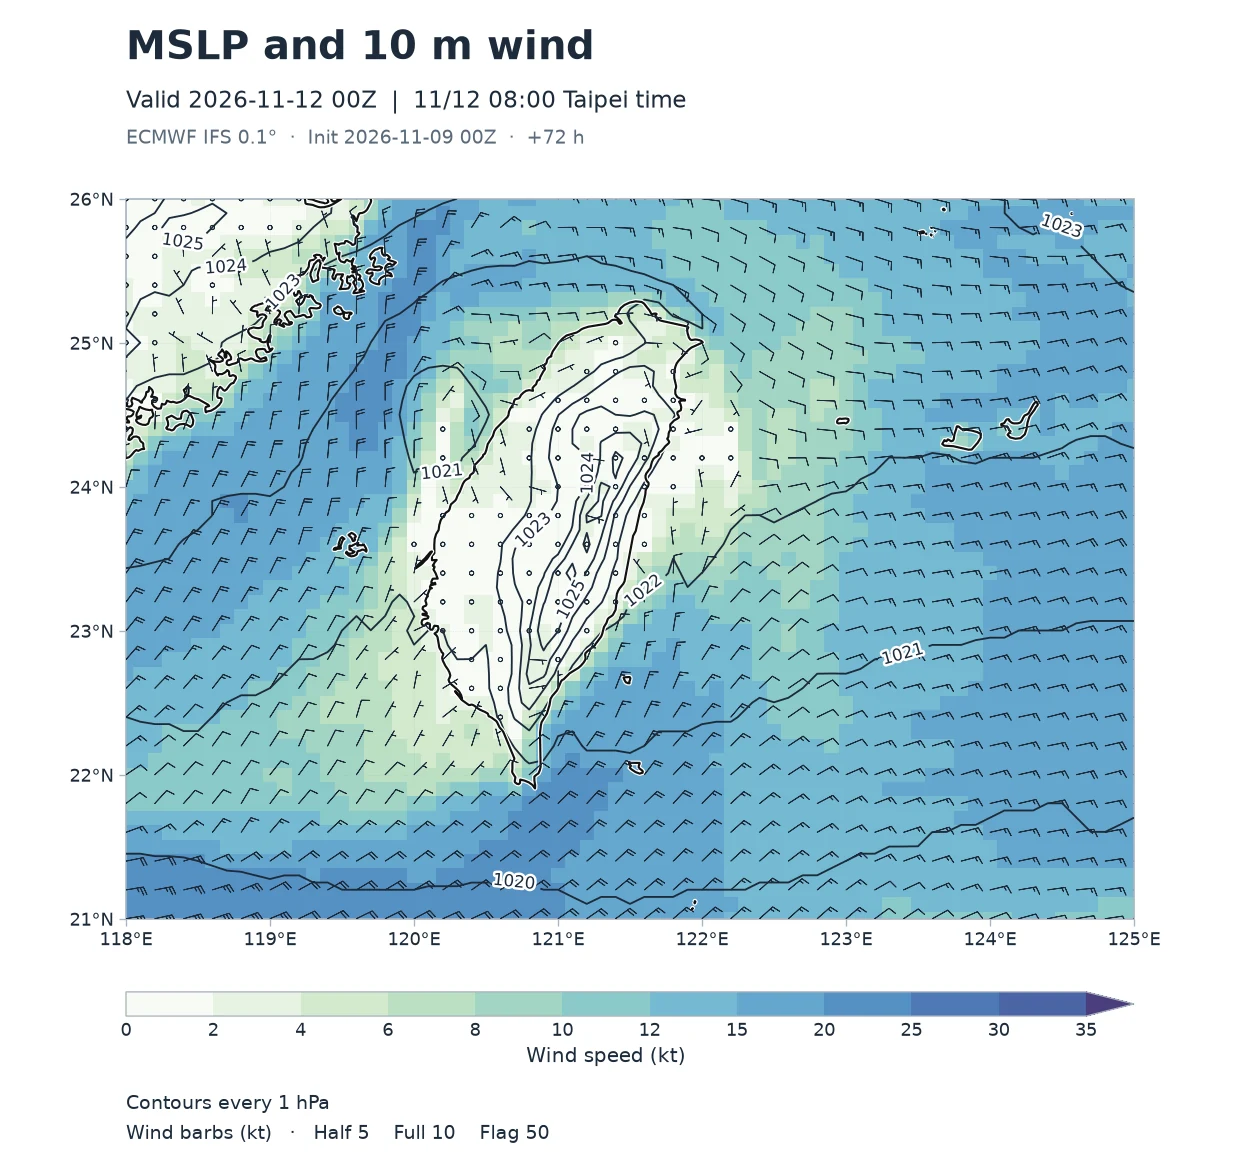 MSLP and 10 m wind
Valid 2026-11-12 00Z | 11/12 08:00 Taipei time
ECMWF IFS 0.1° · Init 2026-11-09 00Z · +72 h
26°N
25°N
24°N
23°N
22°N
21°N
1025
1024
1023
1023
1021
1024
1023
1025
1022
1021
1020
118°E 119°E 120°E 121°E 122°E 123°E 124°E 125°E
0 2 4 6 8 10 12 15 20 25 30 35
Wind speed (kt)
Contours every 1 hPa
Wind barbs (kt) · Half 5 Full 10 Flag 50